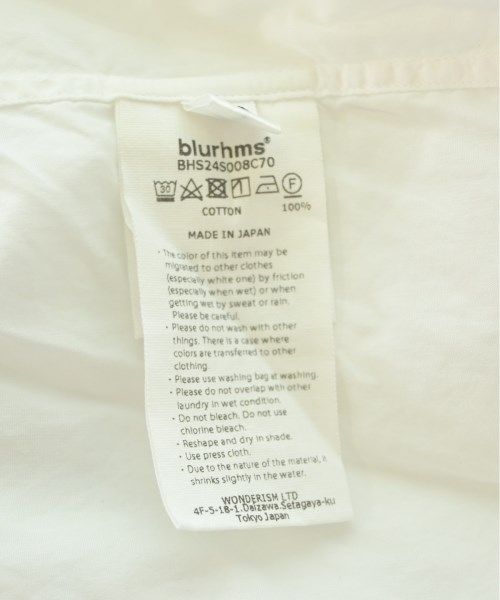 blurhms®
BHS24S008C70
30 F
COTTON 100%
MADE IN JAPAN
・The color of this item may be
migrated to other clothes
(especially white one) by friction
(especially when wet) or when
getting wet by sweat or rain.
Please be careful.
・Please do not wash with other
things. There is a case where
colors are transferred to other
clothing.
・Please use washing bag at washing.
・Please do not overlap with other
laundry in wet condition.
・Do not bleach. Do not use
chlorine bleach.
・Reshape and dry in shade.
・Use press cloth.
・Due to the nature of the material, it
shrinks slightly in the water.
WONDERISH LTD
4F-5-18-1.Daizawa.Setagaya-ku
Tokyo Japan